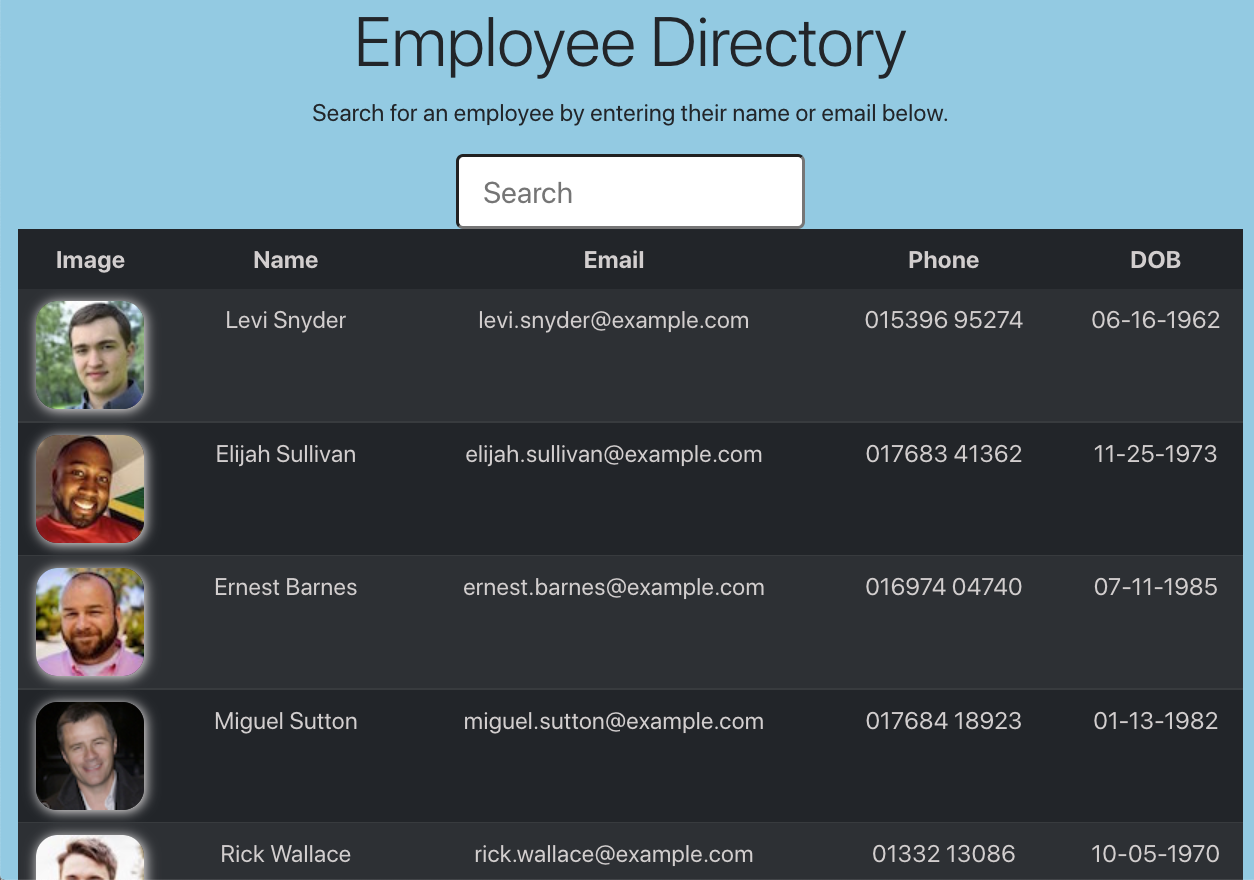 Employee Directory
Search for an employee by entering their name or email below.
Search
Image Name Email Phone DOB
Levi Snyder levi.snyder@example.com 015396 95274 06-16-1962
Elijah Sullivan elijah.sullivan@example.com 017683 41362 11-25-1973
Ernest Barnes ernest.barnes@example.com 016974 04740 07-11-1985
Miguel Sutton miguel.sutton@example.com 017684 18923 01-13-1982
Rick Wallace rick.wallace@example.com 01332 13086 10-05-1970